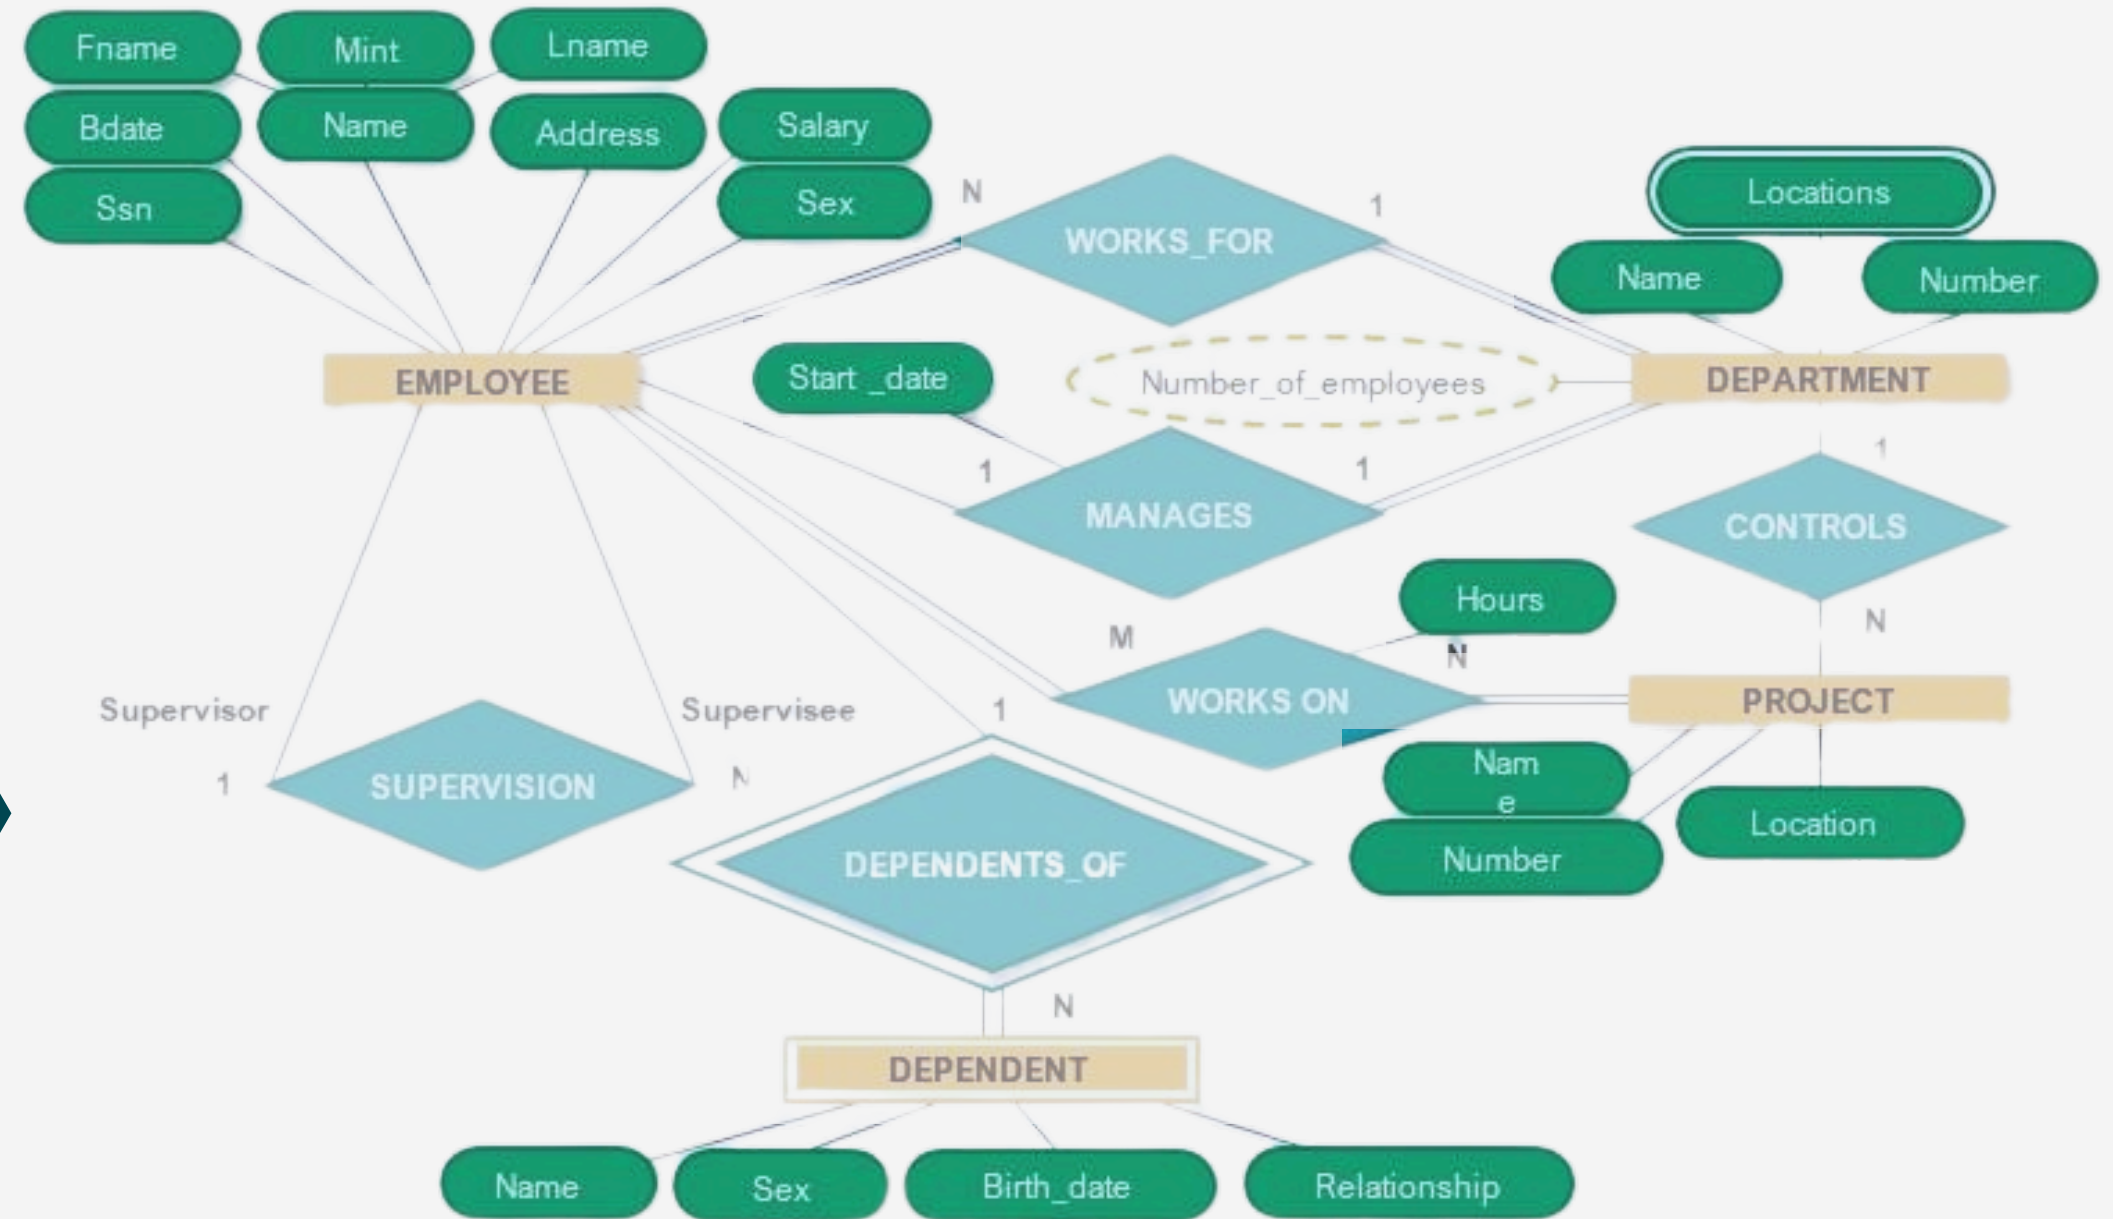 Fname
Mint
Lname
Bdate
Name
Address
Salary
Ssn
Sex
N
WORKS_FOR
1
Locations
Name
Number
EMPLOYEE
Start _date
Number_of_employees
DEPARTMENT
1
1
1
MANAGES
CONTROLS
Hours
M
N
N
WORKS ON
PROJECT
Supervisor
Supervisee
1
1
SUPERVISION
N
Nam
e
Number
Location
DEPENDENTS_OF
N
DEPENDENT
Name
Sex
Birth_date
Relationship